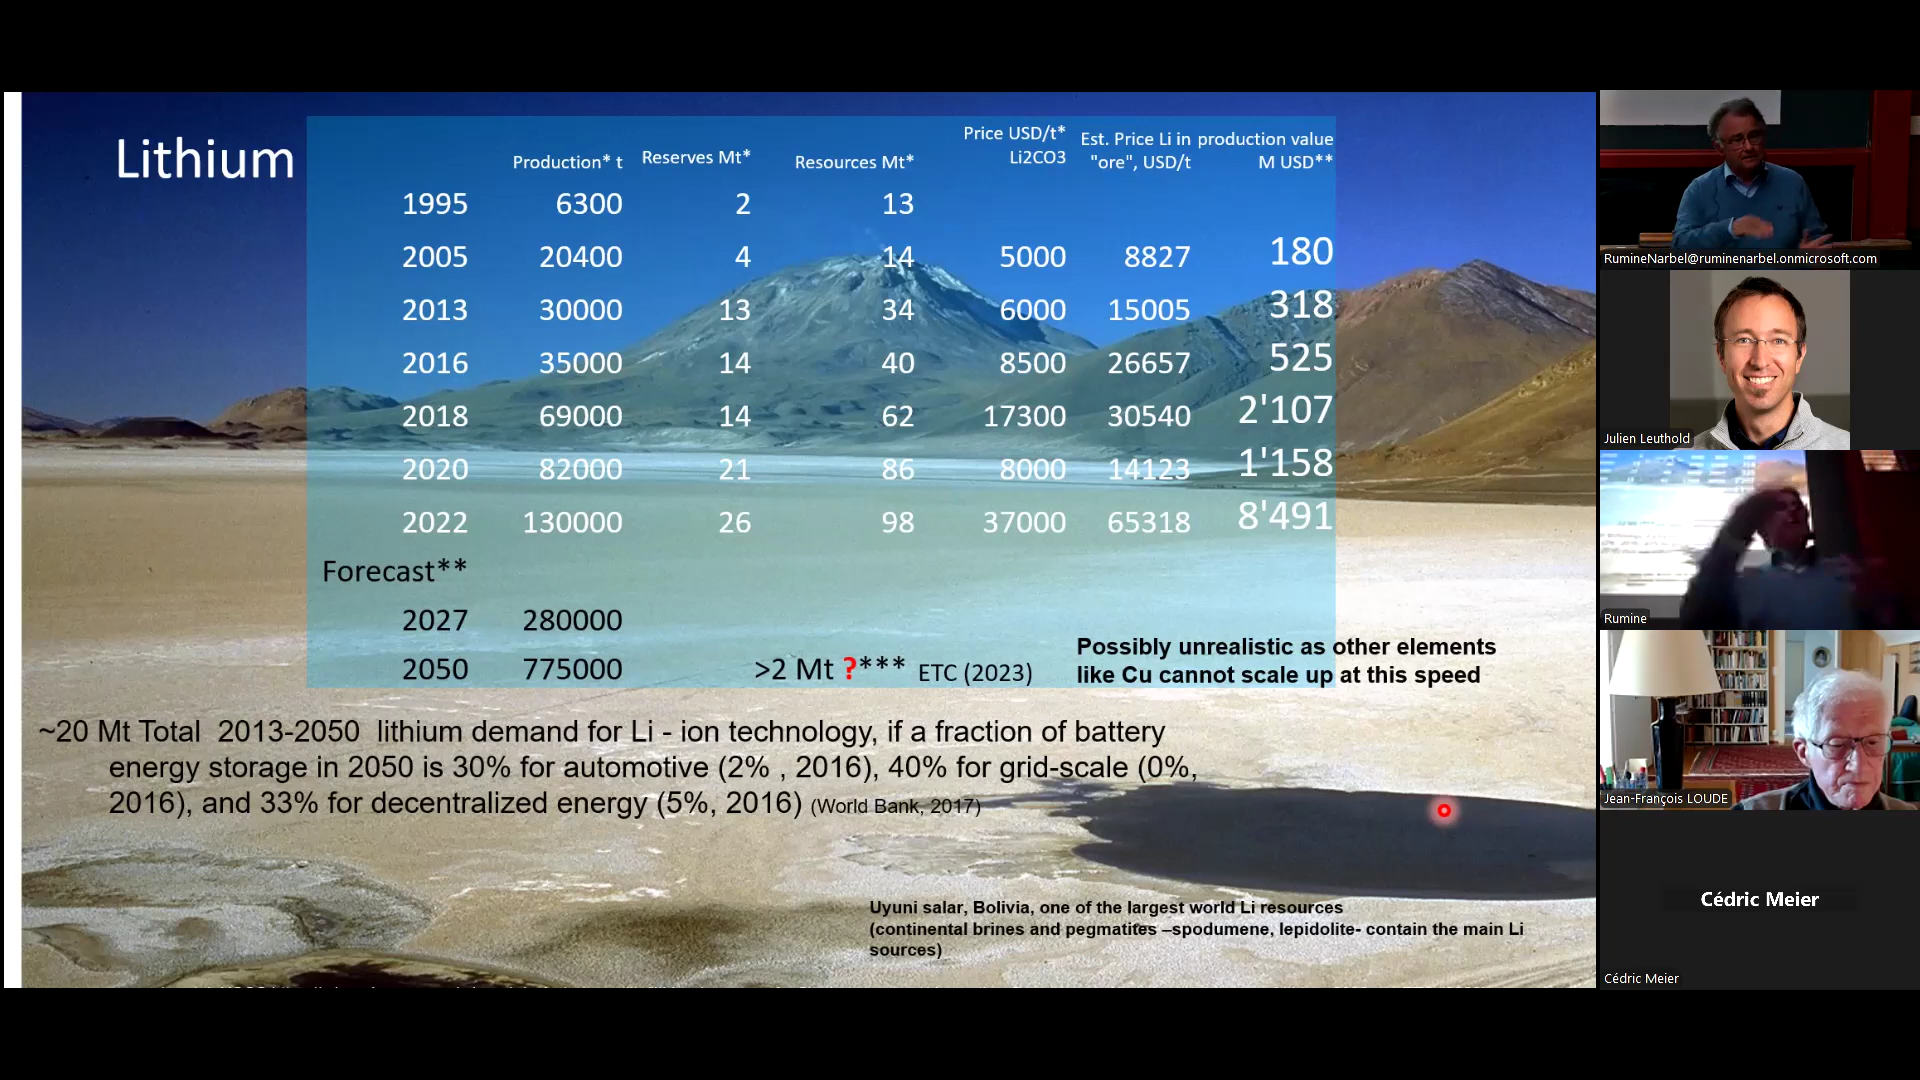 Lithium
Production* t Reserves Mt* Resources Mt* Price USD/t* Li2CO3 Est. Price Li in "ore", USD/t production value M USD**
1995 6300 2 13
2005 20400 4 14 5000 8827 180
2013 30000 13 34 6000 15005 318
2016 35000 14 40 8500 26657 525
2018 69000 14 62 17300 30540 2'107
2020 82000 21 86 8000 14123 1'158
2022 130000 26 98 37000 65318 8'491
Forecast**
2027 280000
2050 775000 >2 Mt ?*** ETC (2023)
Possibly unrealistic as other elements
like Cu cannot scale up at this speed
~20 Mt Total 2013-2050 lithium demand for Li - ion technology, if a fraction of battery
energy storage in 2050 is 30% for automotive (2% , 2016), 40% for grid-scale (0%,
2016), and 33% for decentralized energy (5%, 2016) (World Bank, 2017)
Uyuni salar, Bolivia, one of the largest world Li resources
(continental brines and pegmatites –spodumene, lepidolite- contain the main Li
sources)
RumineNarbel@ruminenarbel.onmicrosoft.com
Julien Leuthold
Rumine
Jean-François LOUDE
Cédric Meier
Cédric Meier